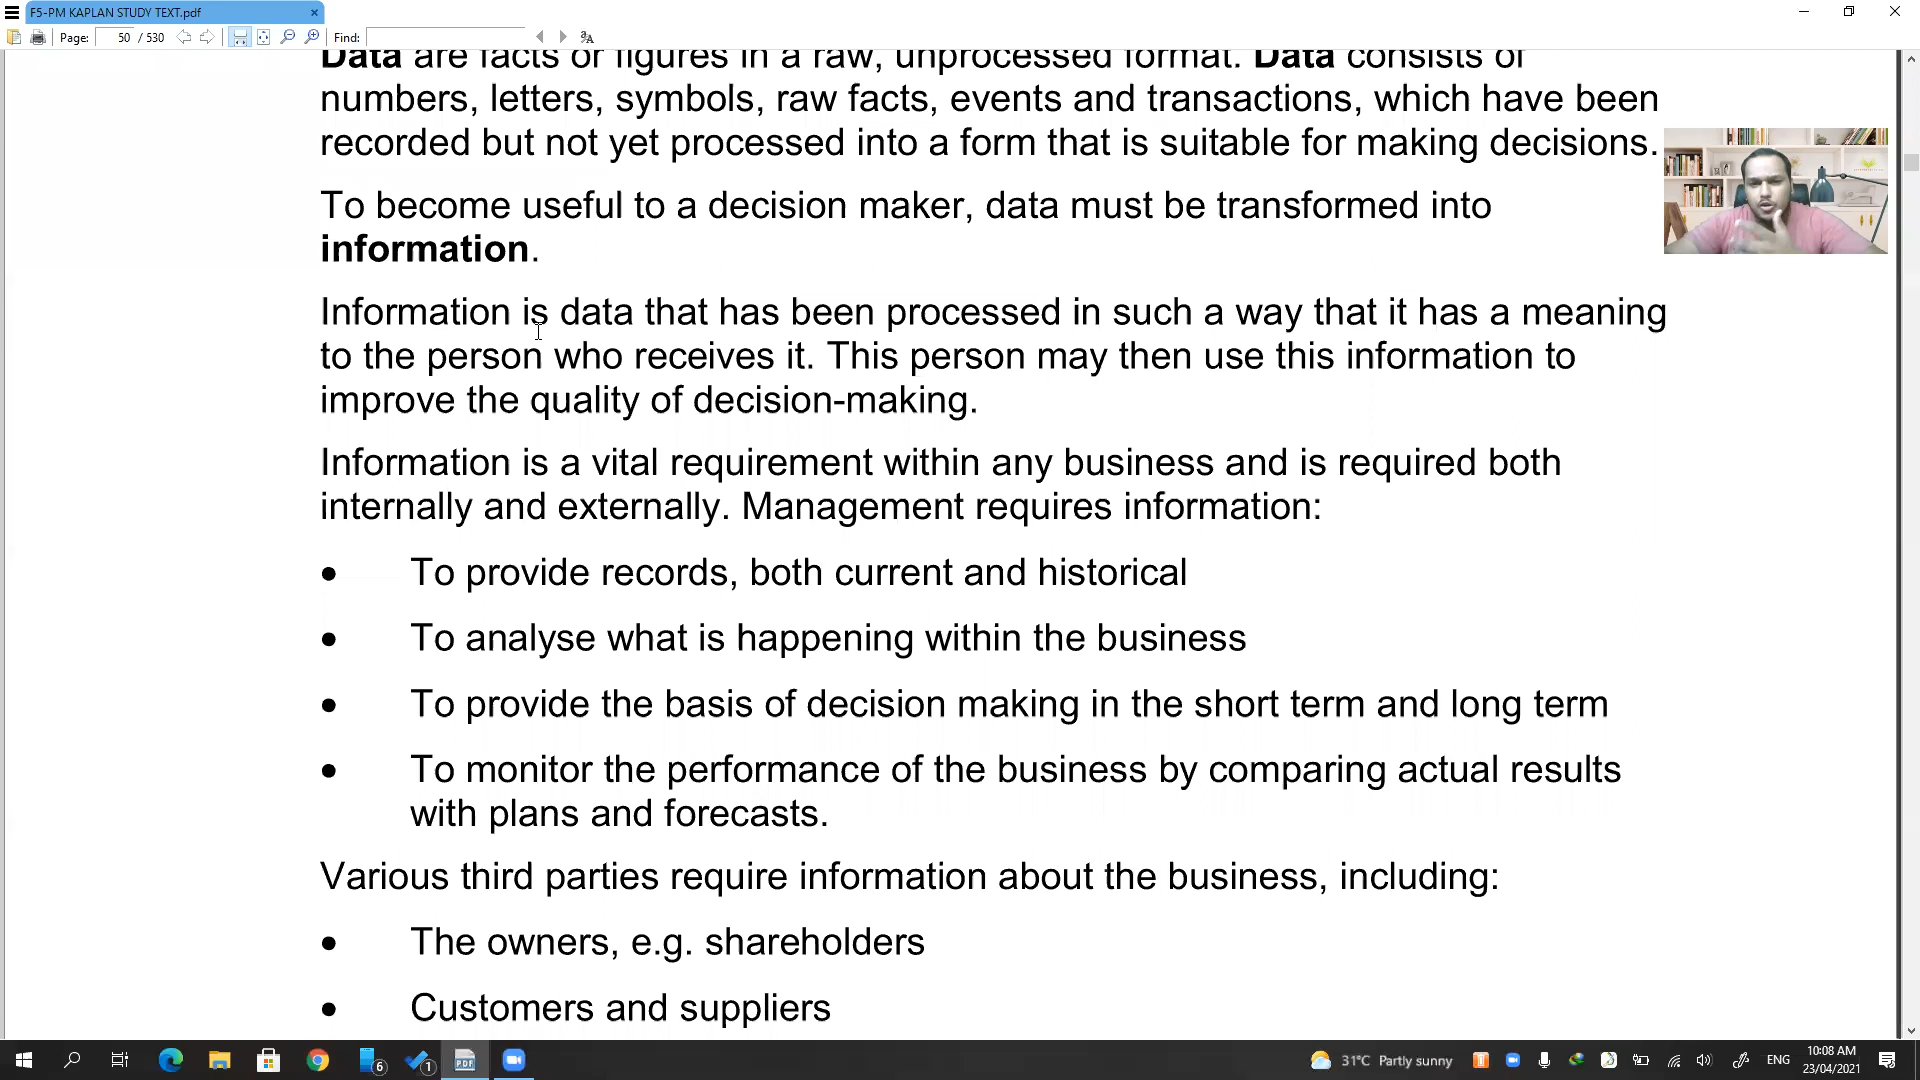 F5-PM KAPLAN STUDY TEXT.pdf
Page: 50 / 530 Find:
Data are facts or figures in a raw, unprocessed format. Data consists of
numbers, letters, symbols, raw facts, events and transactions, which have been
recorded but not yet processed into a form that is suitable for making decisions.
To become useful to a decision maker, data must be transformed into
information.
Information is data that has been processed in such a way that it has a meaning
to the person who receives it. This person may then use this information to
improve the quality of decision-making.
Information is a vital requirement within any business and is required both
internally and externally. Management requires information:
• To provide records, both current and historical
• To analyse what is happening within the business
• To provide the basis of decision making in the short term and long term
• To monitor the performance of the business by comparing actual results
with plans and forecasts.
Various third parties require information about the business, including:
• The owners, e.g. shareholders
• Customers and suppliers
6
1
PDF
31°C Partly sunny
ENG
10:08 AM
23/04/2021